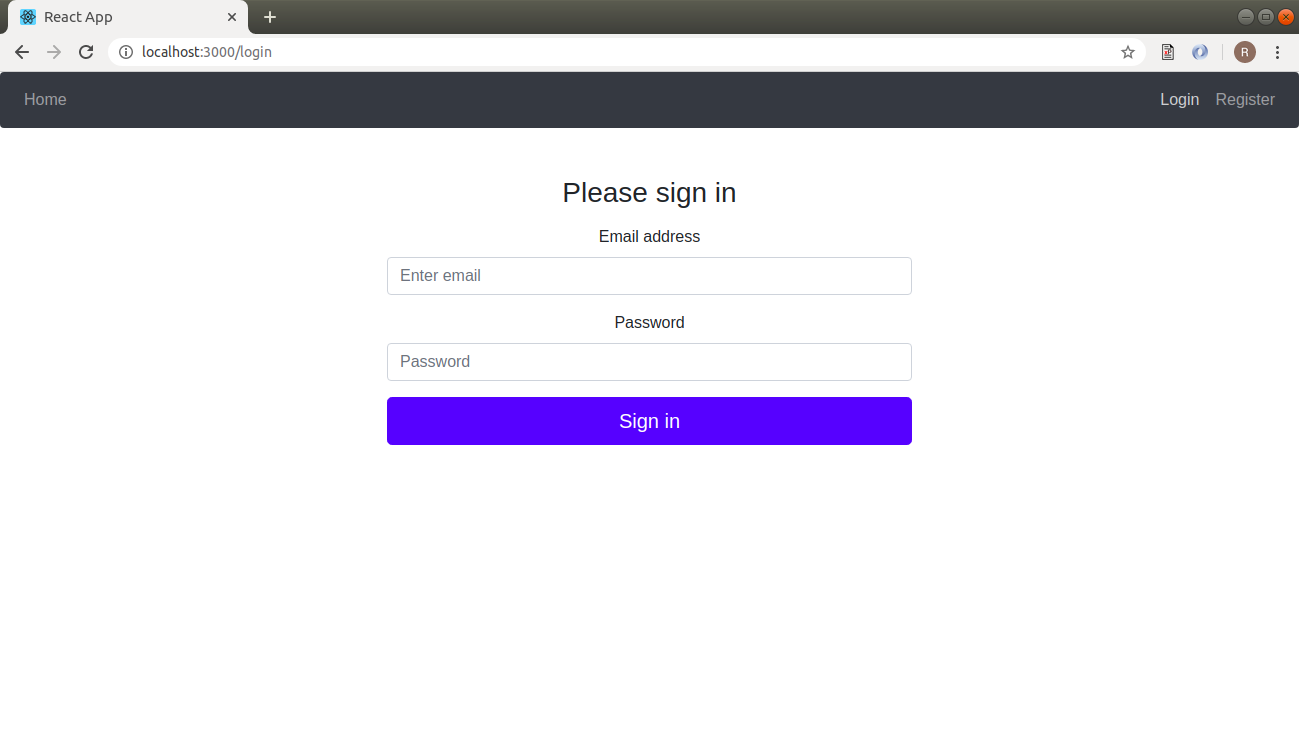 React App
localhost:3000/login
R
Home Login Register
Please sign in
Email address
Enter email
Password
Password
Sign in